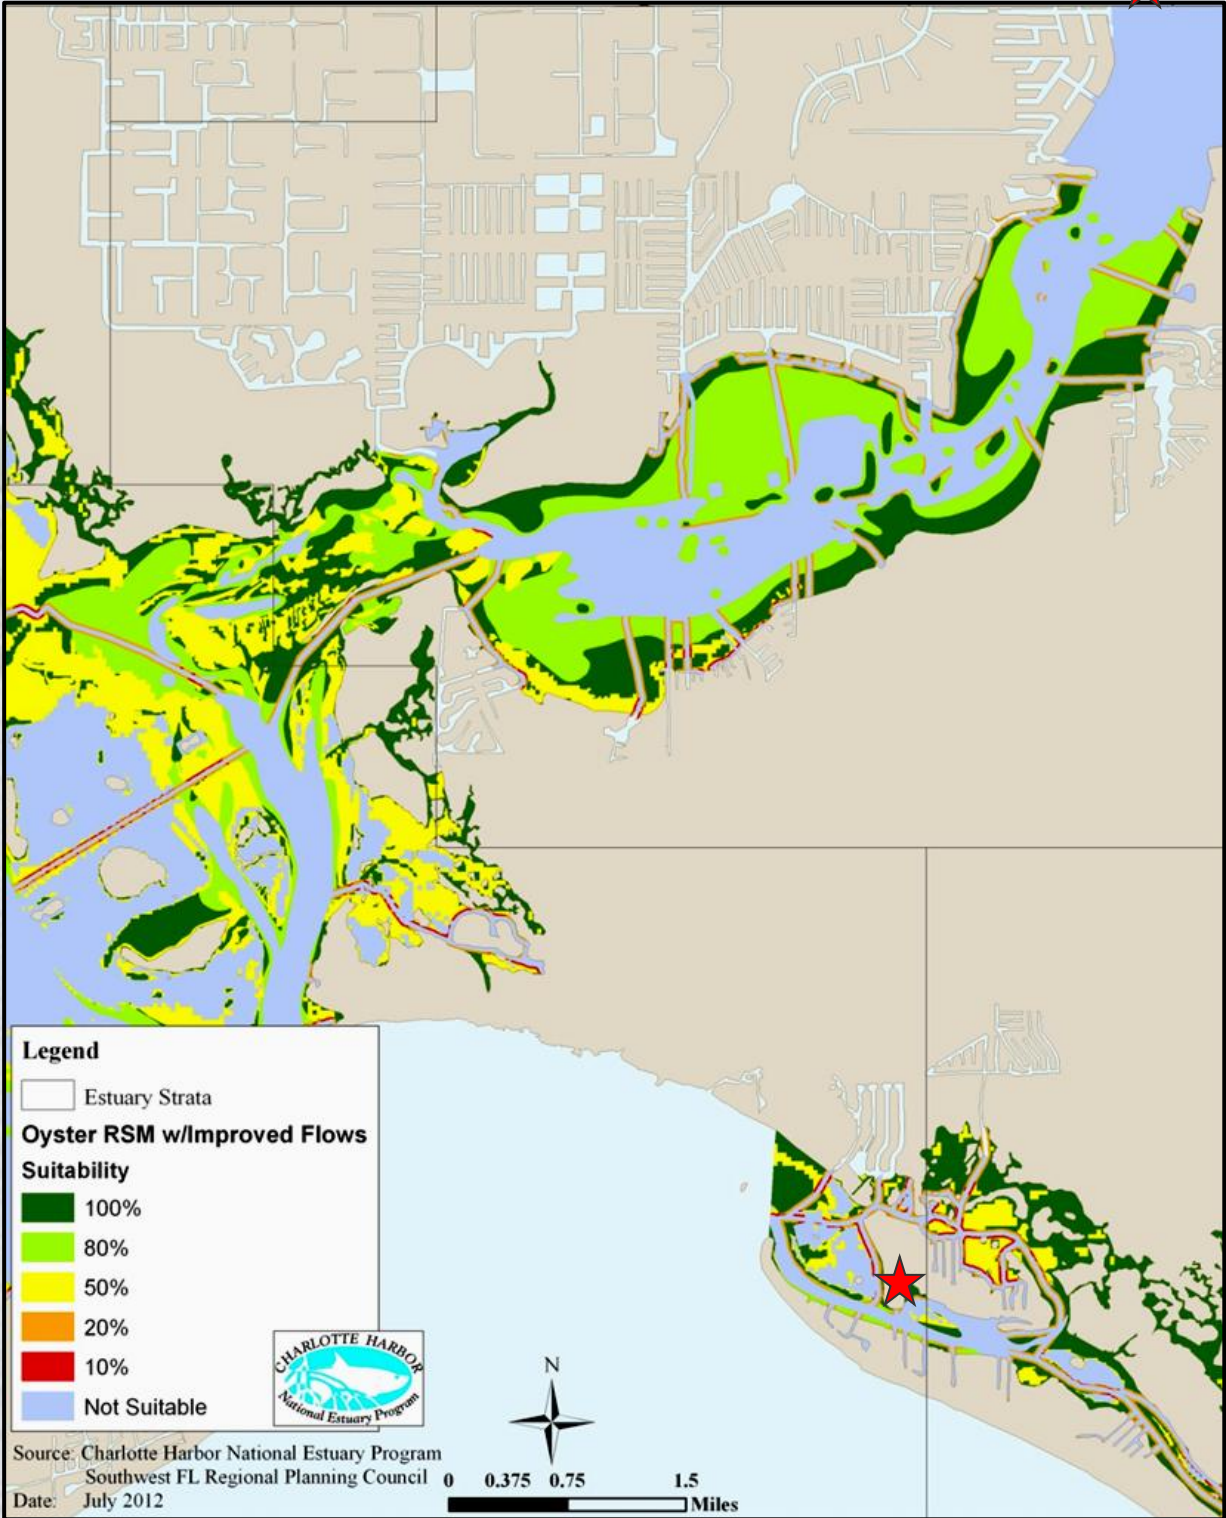 Legend
Estuary Strata
Oyster RSM w/Improved Flows
Suitability
100%
80%
50%
20%
10%
Not Suitable
CHARLOTTE HARBOR
National Estuary Program
N
Source: Charlotte Harbor National Estuary Program
Southwest FL Regional Planning Council
Date: July 2012
0 0.375 0.75 1.5
Miles